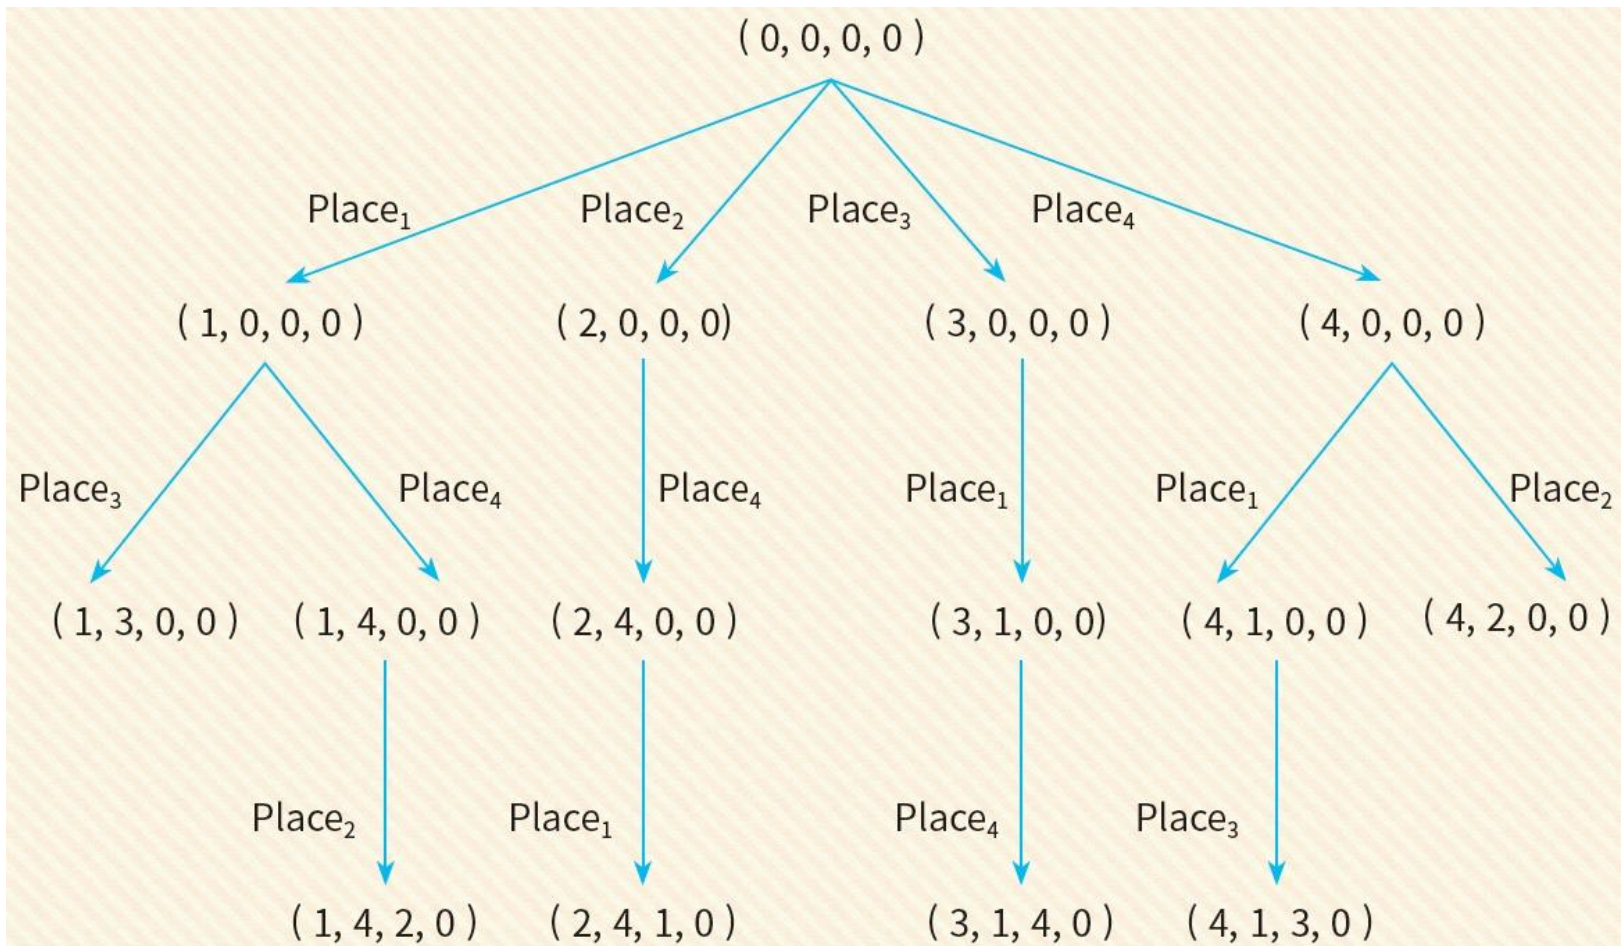 ( 0, 0, 0, 0 )
Place₁ Place₂ Place₃ Place₄
( 1, 0, 0, 0 ) ( 2, 0, 0, 0) ( 3, 0, 0, 0 ) ( 4, 0, 0, 0 )
Place₃ Place₄ Place₄ Place₁ Place₁ Place₂
( 1, 3, 0, 0 ) ( 1, 4, 0, 0 ) ( 2, 4, 0, 0 ) ( 3, 1, 0, 0) ( 4, 1, 0, 0 ) ( 4, 2, 0, 0 )
Place₂ Place₁ Place₄ Place₃
( 1, 4, 2, 0 ) ( 2, 4, 1, 0 ) ( 3, 1, 4, 0 ) ( 4, 1, 3, 0 )